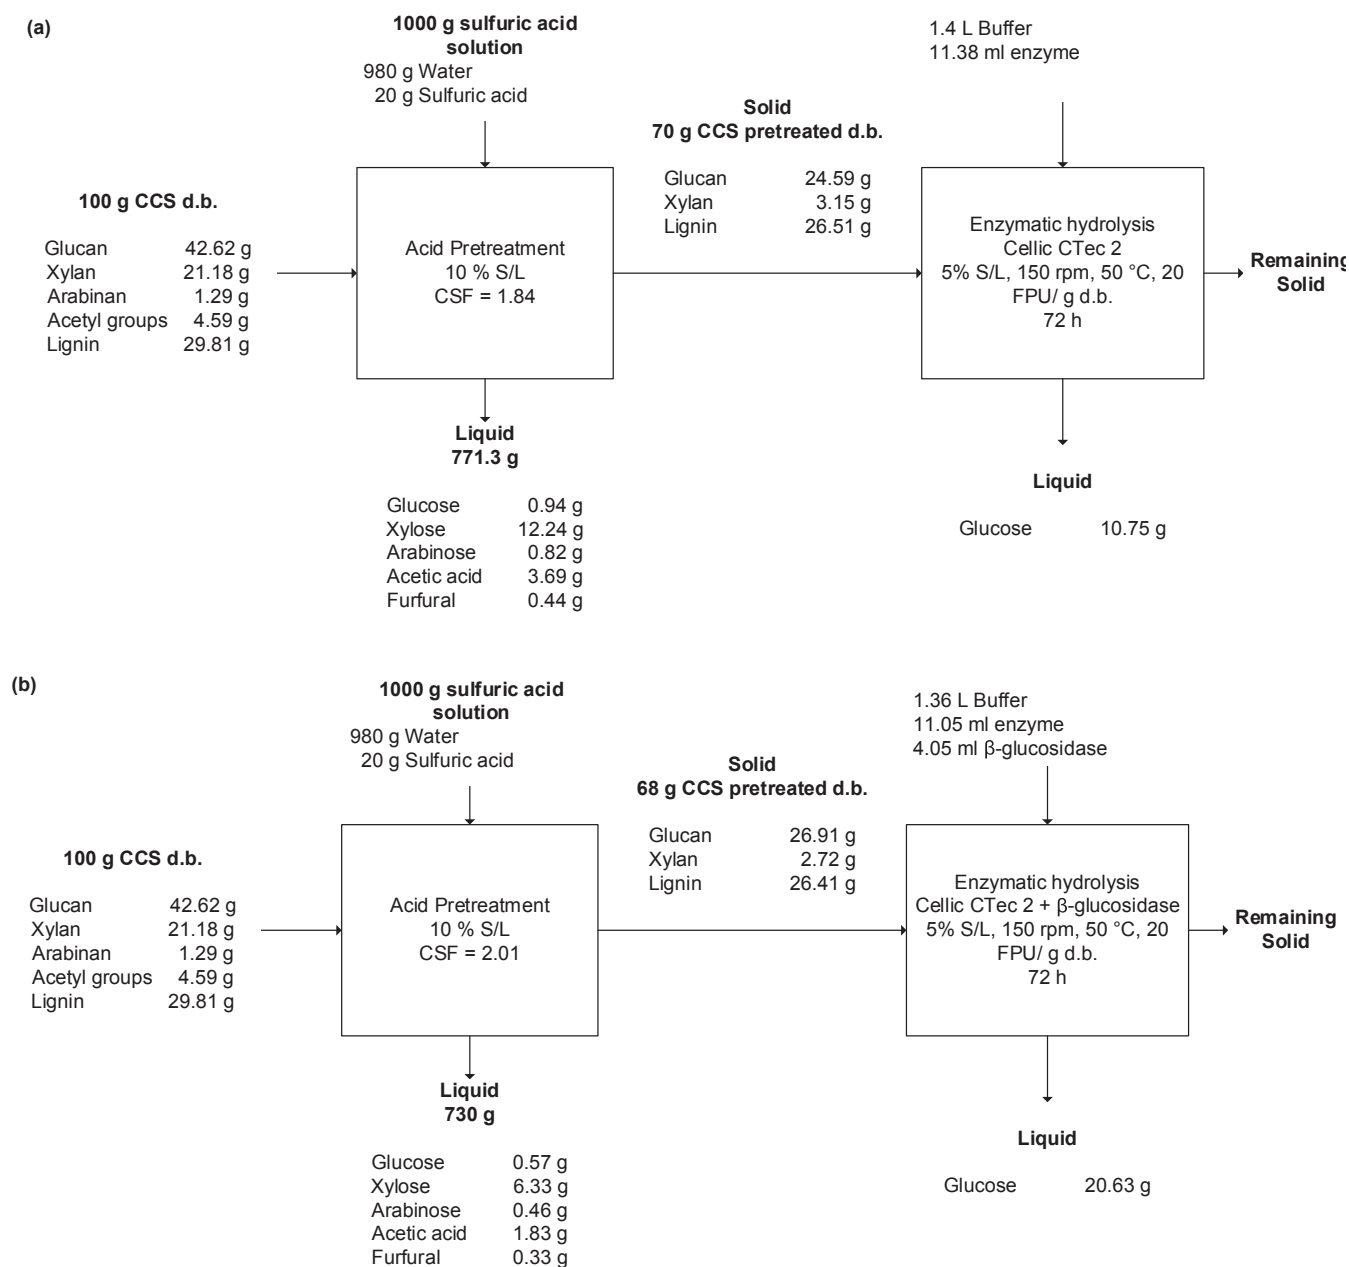 (a)
1000 g sulfuric acid
solution
980 g Water
20 g Sulfuric acid
1.4 L Buffer
11.38 ml enzyme
100 g CCS d.b.
Glucan 42.62 g
Xylan 21.18 g
Arabinan 1.29 g
Acetyl groups 4.59 g
Lignin 29.81 g
Acid Pretreatment
10 % S/L
CSF = 1.84
Solid
70 g CCS pretreated d.b.
Glucan 24.59 g
Xylan 3.15 g
Lignin 26.51 g
Enzymatic hydrolysis
Cellic CTec 2
5% S/L, 150 rpm, 50 °C, 20
FPU/ g d.b.
72 h
Remaining
Solid
Liquid
771.3 g
Glucose 0.94 g
Xylose 12.24 g
Arabinose 0.82 g
Acetic acid 3.69 g
Furfural 0.44 g
Liquid
Glucose 10.75 g
(b)
1000 g sulfuric acid
solution
980 g Water
20 g Sulfuric acid
1.36 L Buffer
11.05 ml enzyme
4.05 ml β-glucosidase
100 g CCS d.b.
Glucan 42.62 g
Xylan 21.18 g
Arabinan 1.29 g
Acetyl groups 4.59 g
Lignin 29.81 g
Acid Pretreatment
10 % S/L
CSF = 2.01
Solid
68 g CCS pretreated d.b.
Glucan 26.91 g
Xylan 2.72 g
Lignin 26.41 g
Enzymatic hydrolysis
Cellic CTec 2 + β-glucosidase
5% S/L, 150 rpm, 50 °C, 20
FPU/ g d.b.
72 h
Remaining
Solid
Liquid
730 g
Glucose 0.57 g
Xylose 6.33 g
Arabinose 0.46 g
Acetic acid 1.83 g
Furfural 0.33 g
Liquid
Glucose 20.63 g